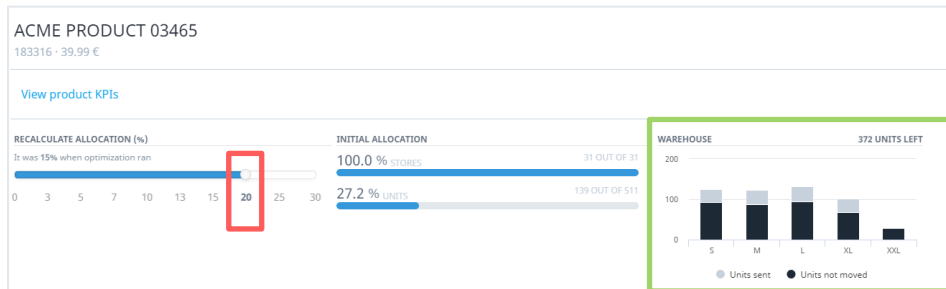 ACME PRODUCT 03465
183316 · 39.99 €
View product KPIs
RECALCULATE ALLOCATION (%)
It was 15% when optimization ran
0 3 5 7 10 13 15 20 25 30
INITIAL ALLOCATION
100.0 % STORES 31 OUT OF 31
27.2 % UNITS 139 OUT OF 511
WAREHOUSE 372 UNITS LEFT
200
100
0
S M L XL XXL
Units sent Units not moved